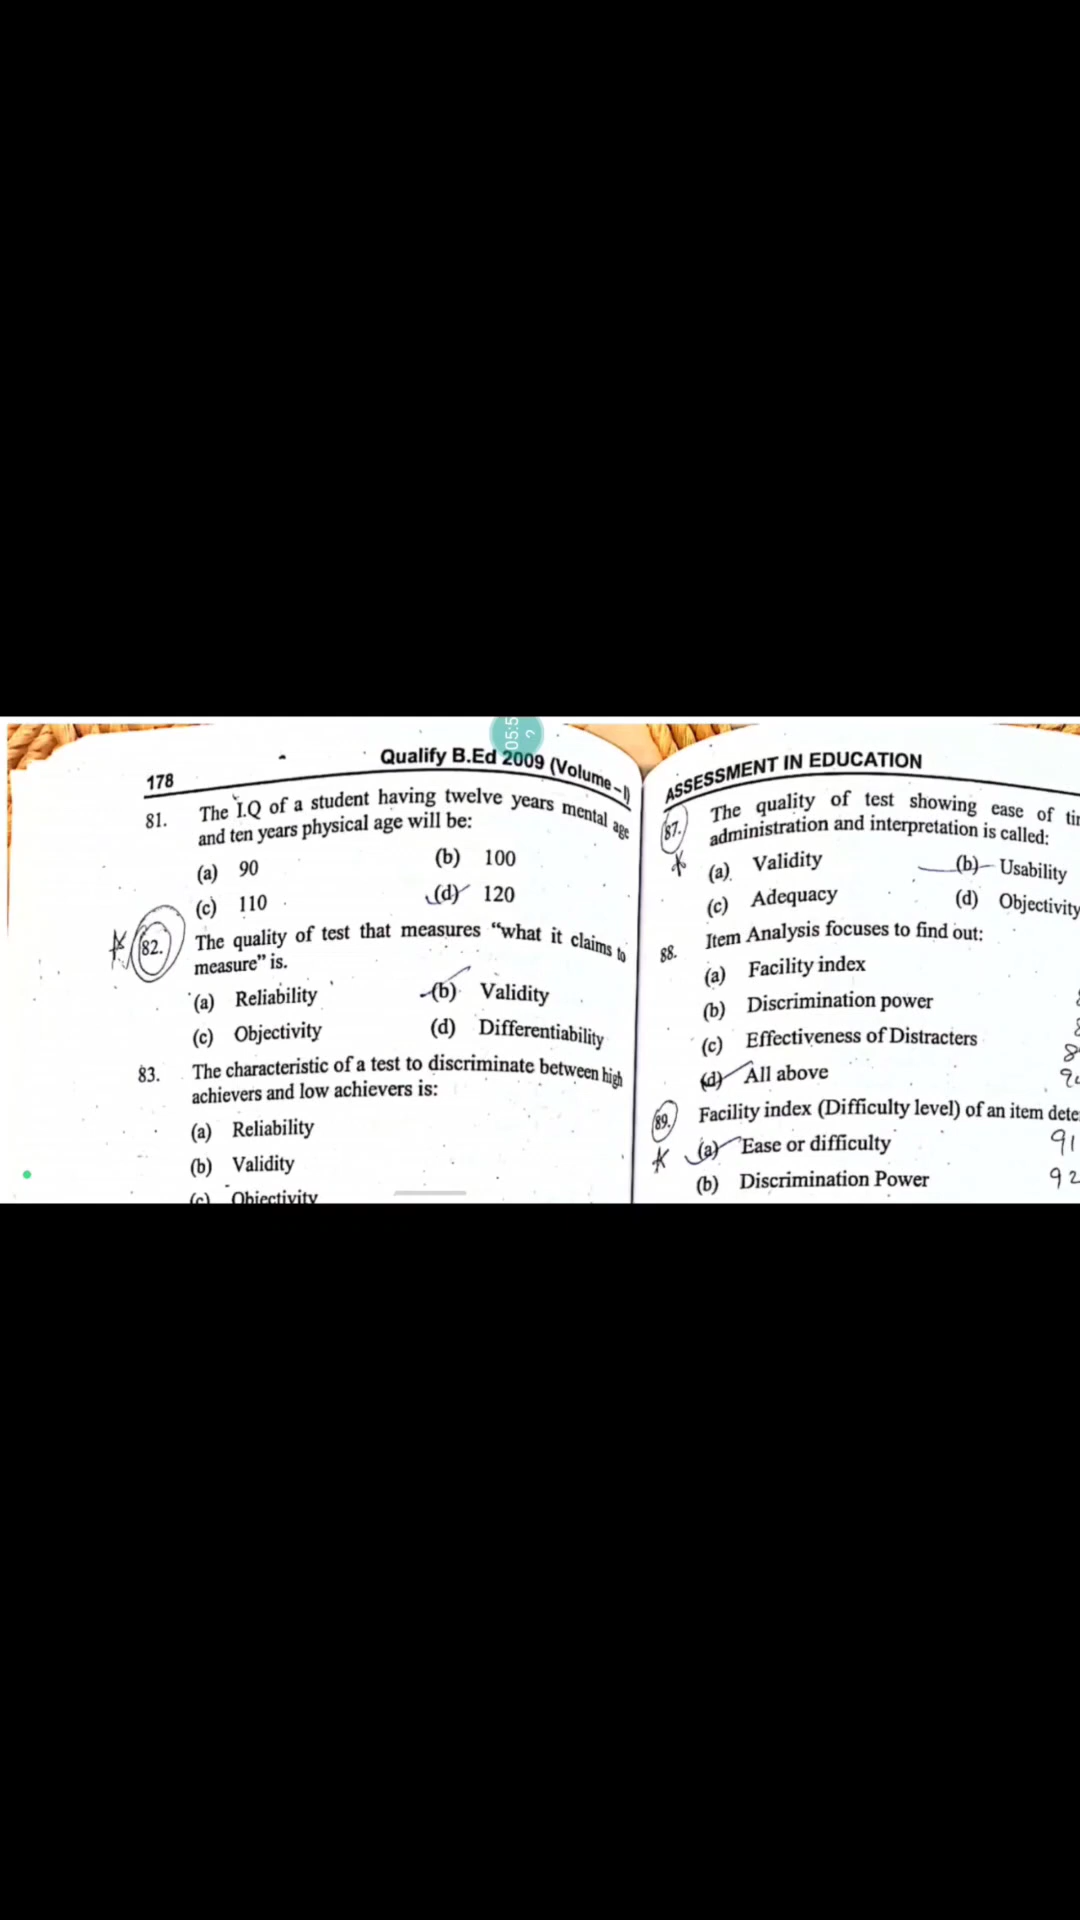 05:5
?
178
Qualify B.Ed 2009 (Volume – I)
81. The I.Q of a student having twelve years mental age
and ten years physical age will be:
(a) 90 (b) 100
(c) 110 (d) 120
82. The quality of test that measures “what it claims to
measure” is.
(a) Reliability (b) Validity
(c) Objectivity (d) Differentiability
83. The characteristic of a test to discriminate between high
achievers and low achievers is:
(a) Reliability
(b) Validity
(c) Objectivity
ASSESSMENT IN EDUCATION
87. The quality of test showing ease of
administration and interpretation is called:
(a) Validity (b) Usability
(c) Adequacy (d) Objectivity
88. Item Analysis focuses to find out:
(a) Facility index
(b) Discrimination power
(c) Effectiveness of Distracters
(d) All above
89. Facility index (Difficulty level) of an item
(a) Ease or difficulty
(b) Discrimination Power
91
92